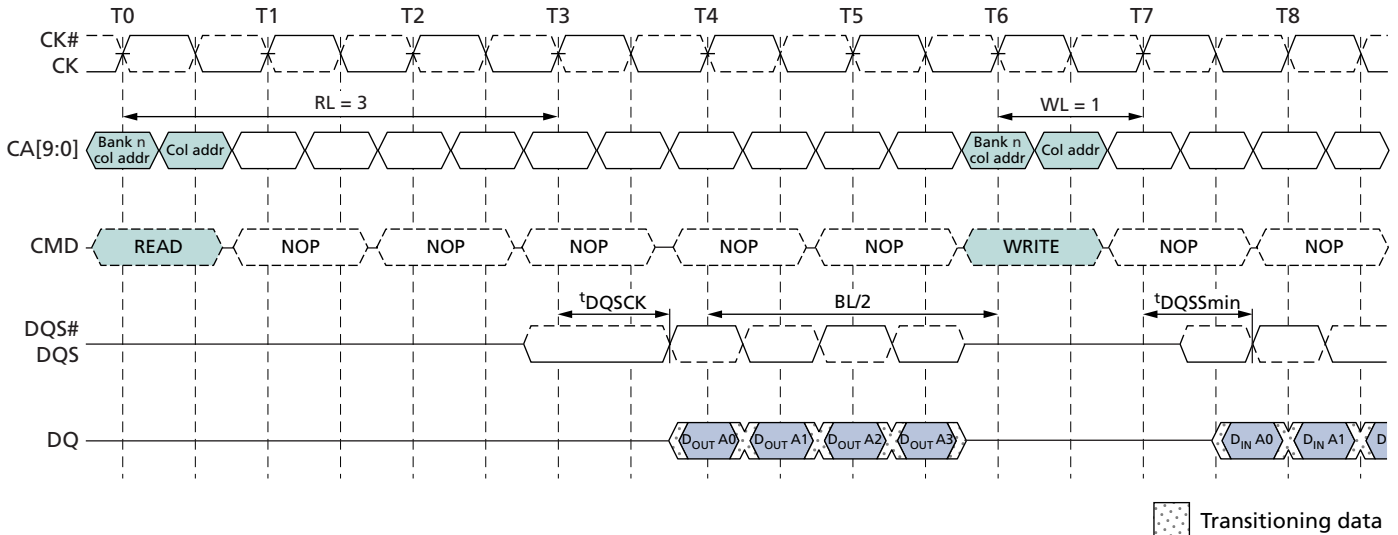 T0 T1 T2 T3 T4 T5 T6 T7 T8
CK#
CK
RL = 3
WL = 1
CA[9:0]
Bank n
col addr
Col addr
Bank n
col addr
Col addr
CMD
READ NOP NOP NOP NOP NOP WRITE NOP NOP
tDQSCK
BL/2
tDQSSmin
DQS#
DQS
DQ
DOUT A0 DOUT A1 DOUT A2 DOUT A3 DIN A0 DIN A1 D
Transitioning data